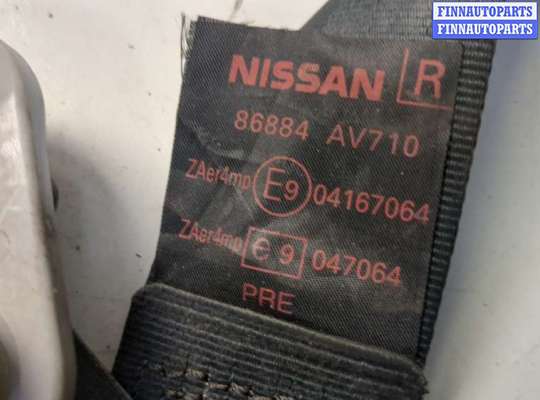 FINNAUTOPARTS
FINNAUTOPARTS
NISSAN R
86884 AV710
ZAer4mp E9 04167064
ZAer4mp e 9 047064
PRE